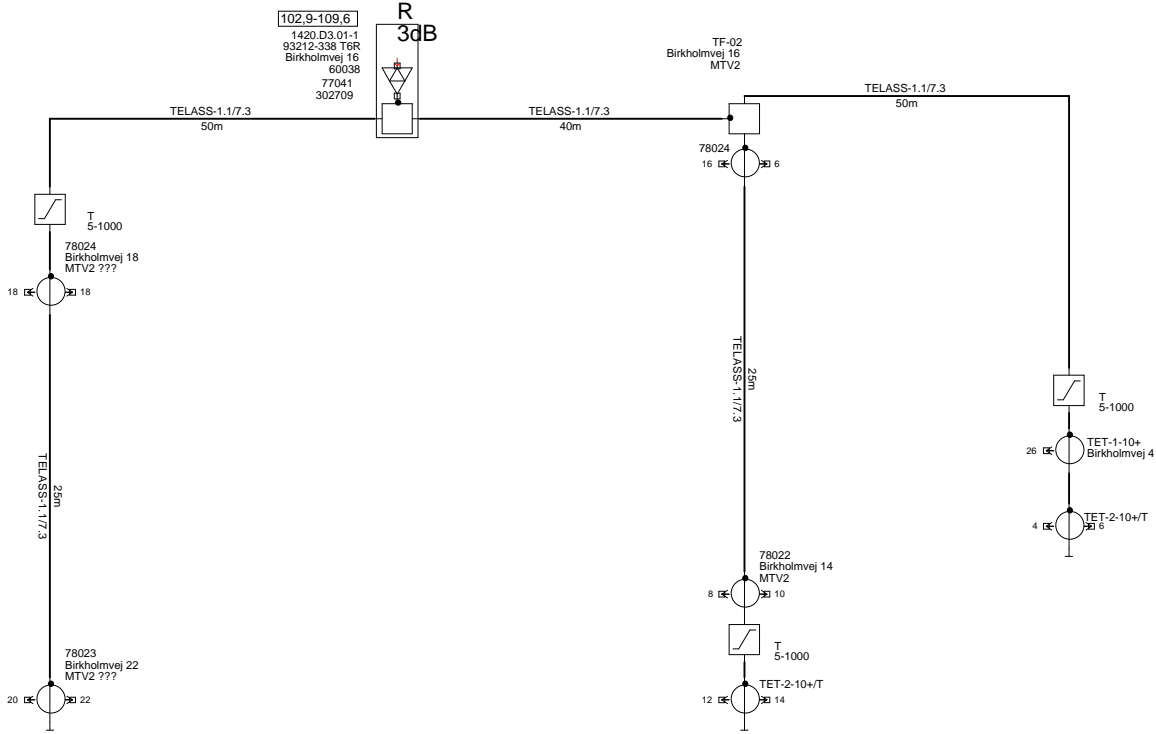 102,9-109,6
R
3dB
1420.D3.01-1
93212-338 T6R
Birkholmvej 16
60038
77041
302709
TF-02
Birkholmvej 16
MTV2
TELASS-1.1/7.3
50m
TELASS-1.1/7.3
40m
TELASS-1.1/7.3
50m
78024
16
6
T
5-1000
78024
Birkholmvej 18
MTV2 ???
18
18
TELASS-1.1/7.3
25m
TELASS-1.1/7.3
25m
T
5-1000
TET-1-10+
Birkholmvej 4
26
TET-2-10+/T
4
6
78022
Birkholmvej 14
MTV2
8
10
T
5-1000
TET-2-10+/T
12
14
78023
Birkholmvej 22
MTV2 ???
20
22